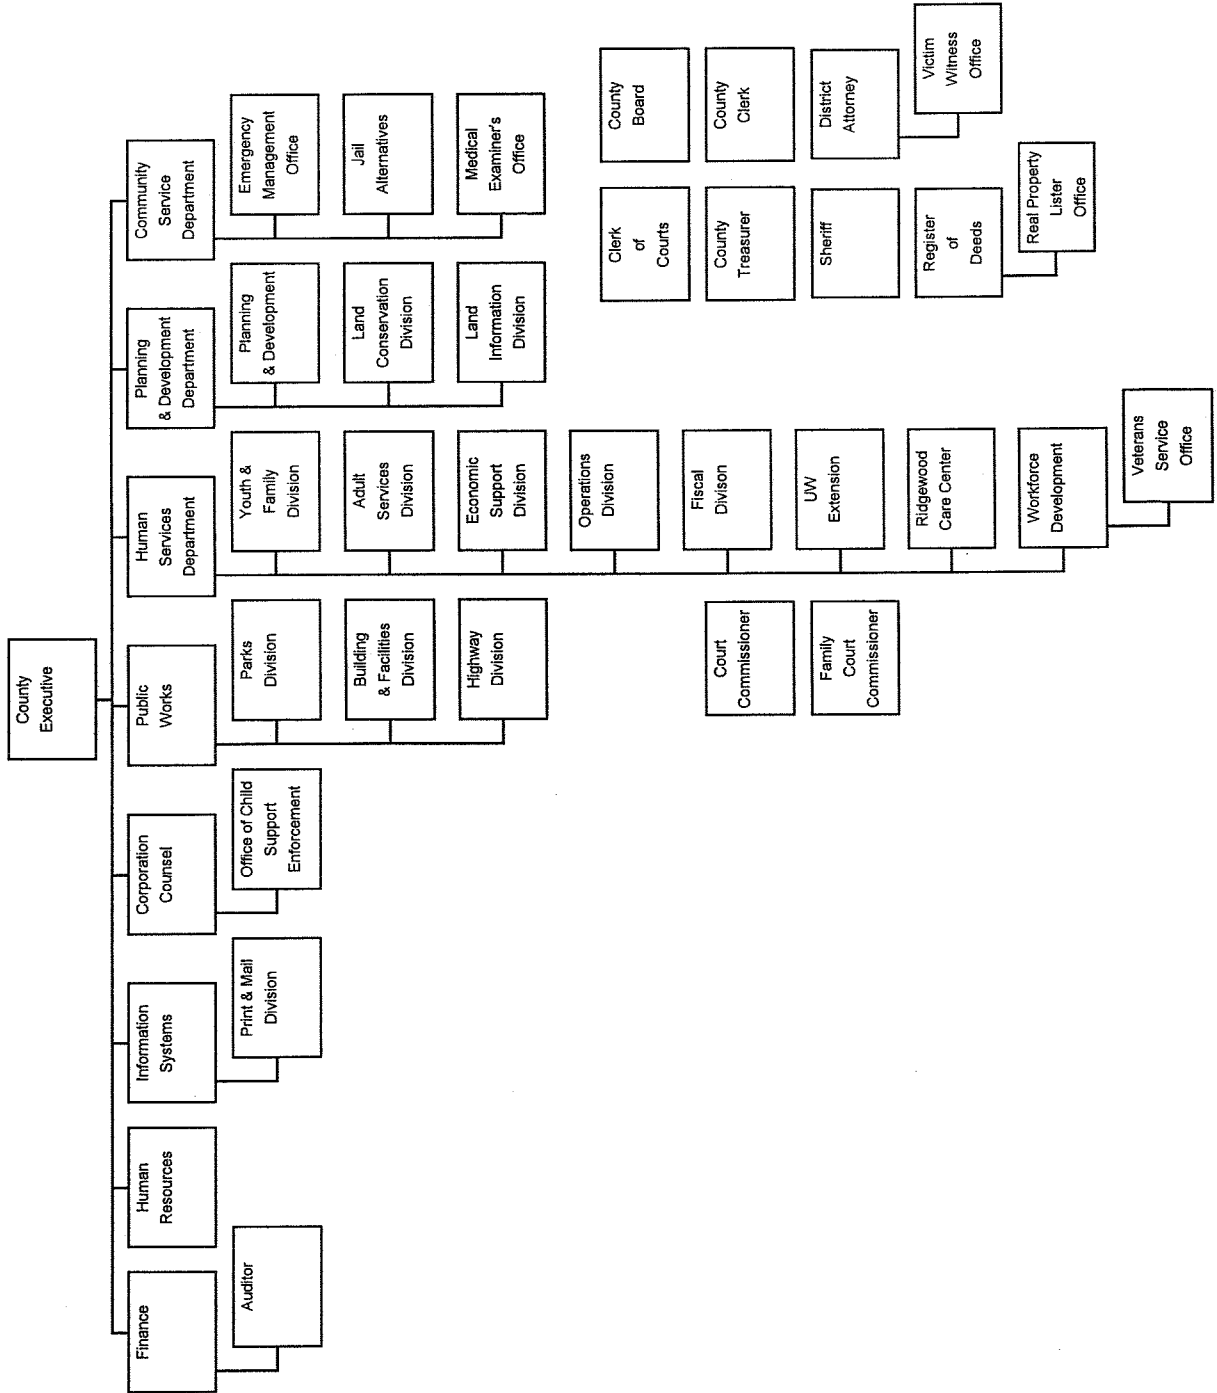 County
Executive
Finance
Human
Resources
Information
Systems
Corporation
Counsel
Public
Works
Human
Services
Department
Planning
& Development
Department
Community
Service
Department
Auditor
Print & Mail
Division
Office of Child
Support
Enforcement
Parks
Division
Building
& Facilities
Division
Highway
Division
Youth &
Family
Division
Adult
Services
Division
Economic
Support
Division
Operations
Division
Fiscal
Divison
UW
Extension
Ridgewood
Care Center
Workforce
Development
Veterans
Service
Office
Planning
& Development
Land
Conservation
Division
Land
Information
Division
Emergency
Management
Office
Jail
Alternatives
Medical
Examiner's
Office
Court
Commissioner
Family
Court
Commissioner
Clerk
of
Courts
County
Board
County
Treasurer
County
Clerk
Sheriff
District
Attorney
Register
of
Deeds
Victim
Witness
Office
Real Property
Lister
Office